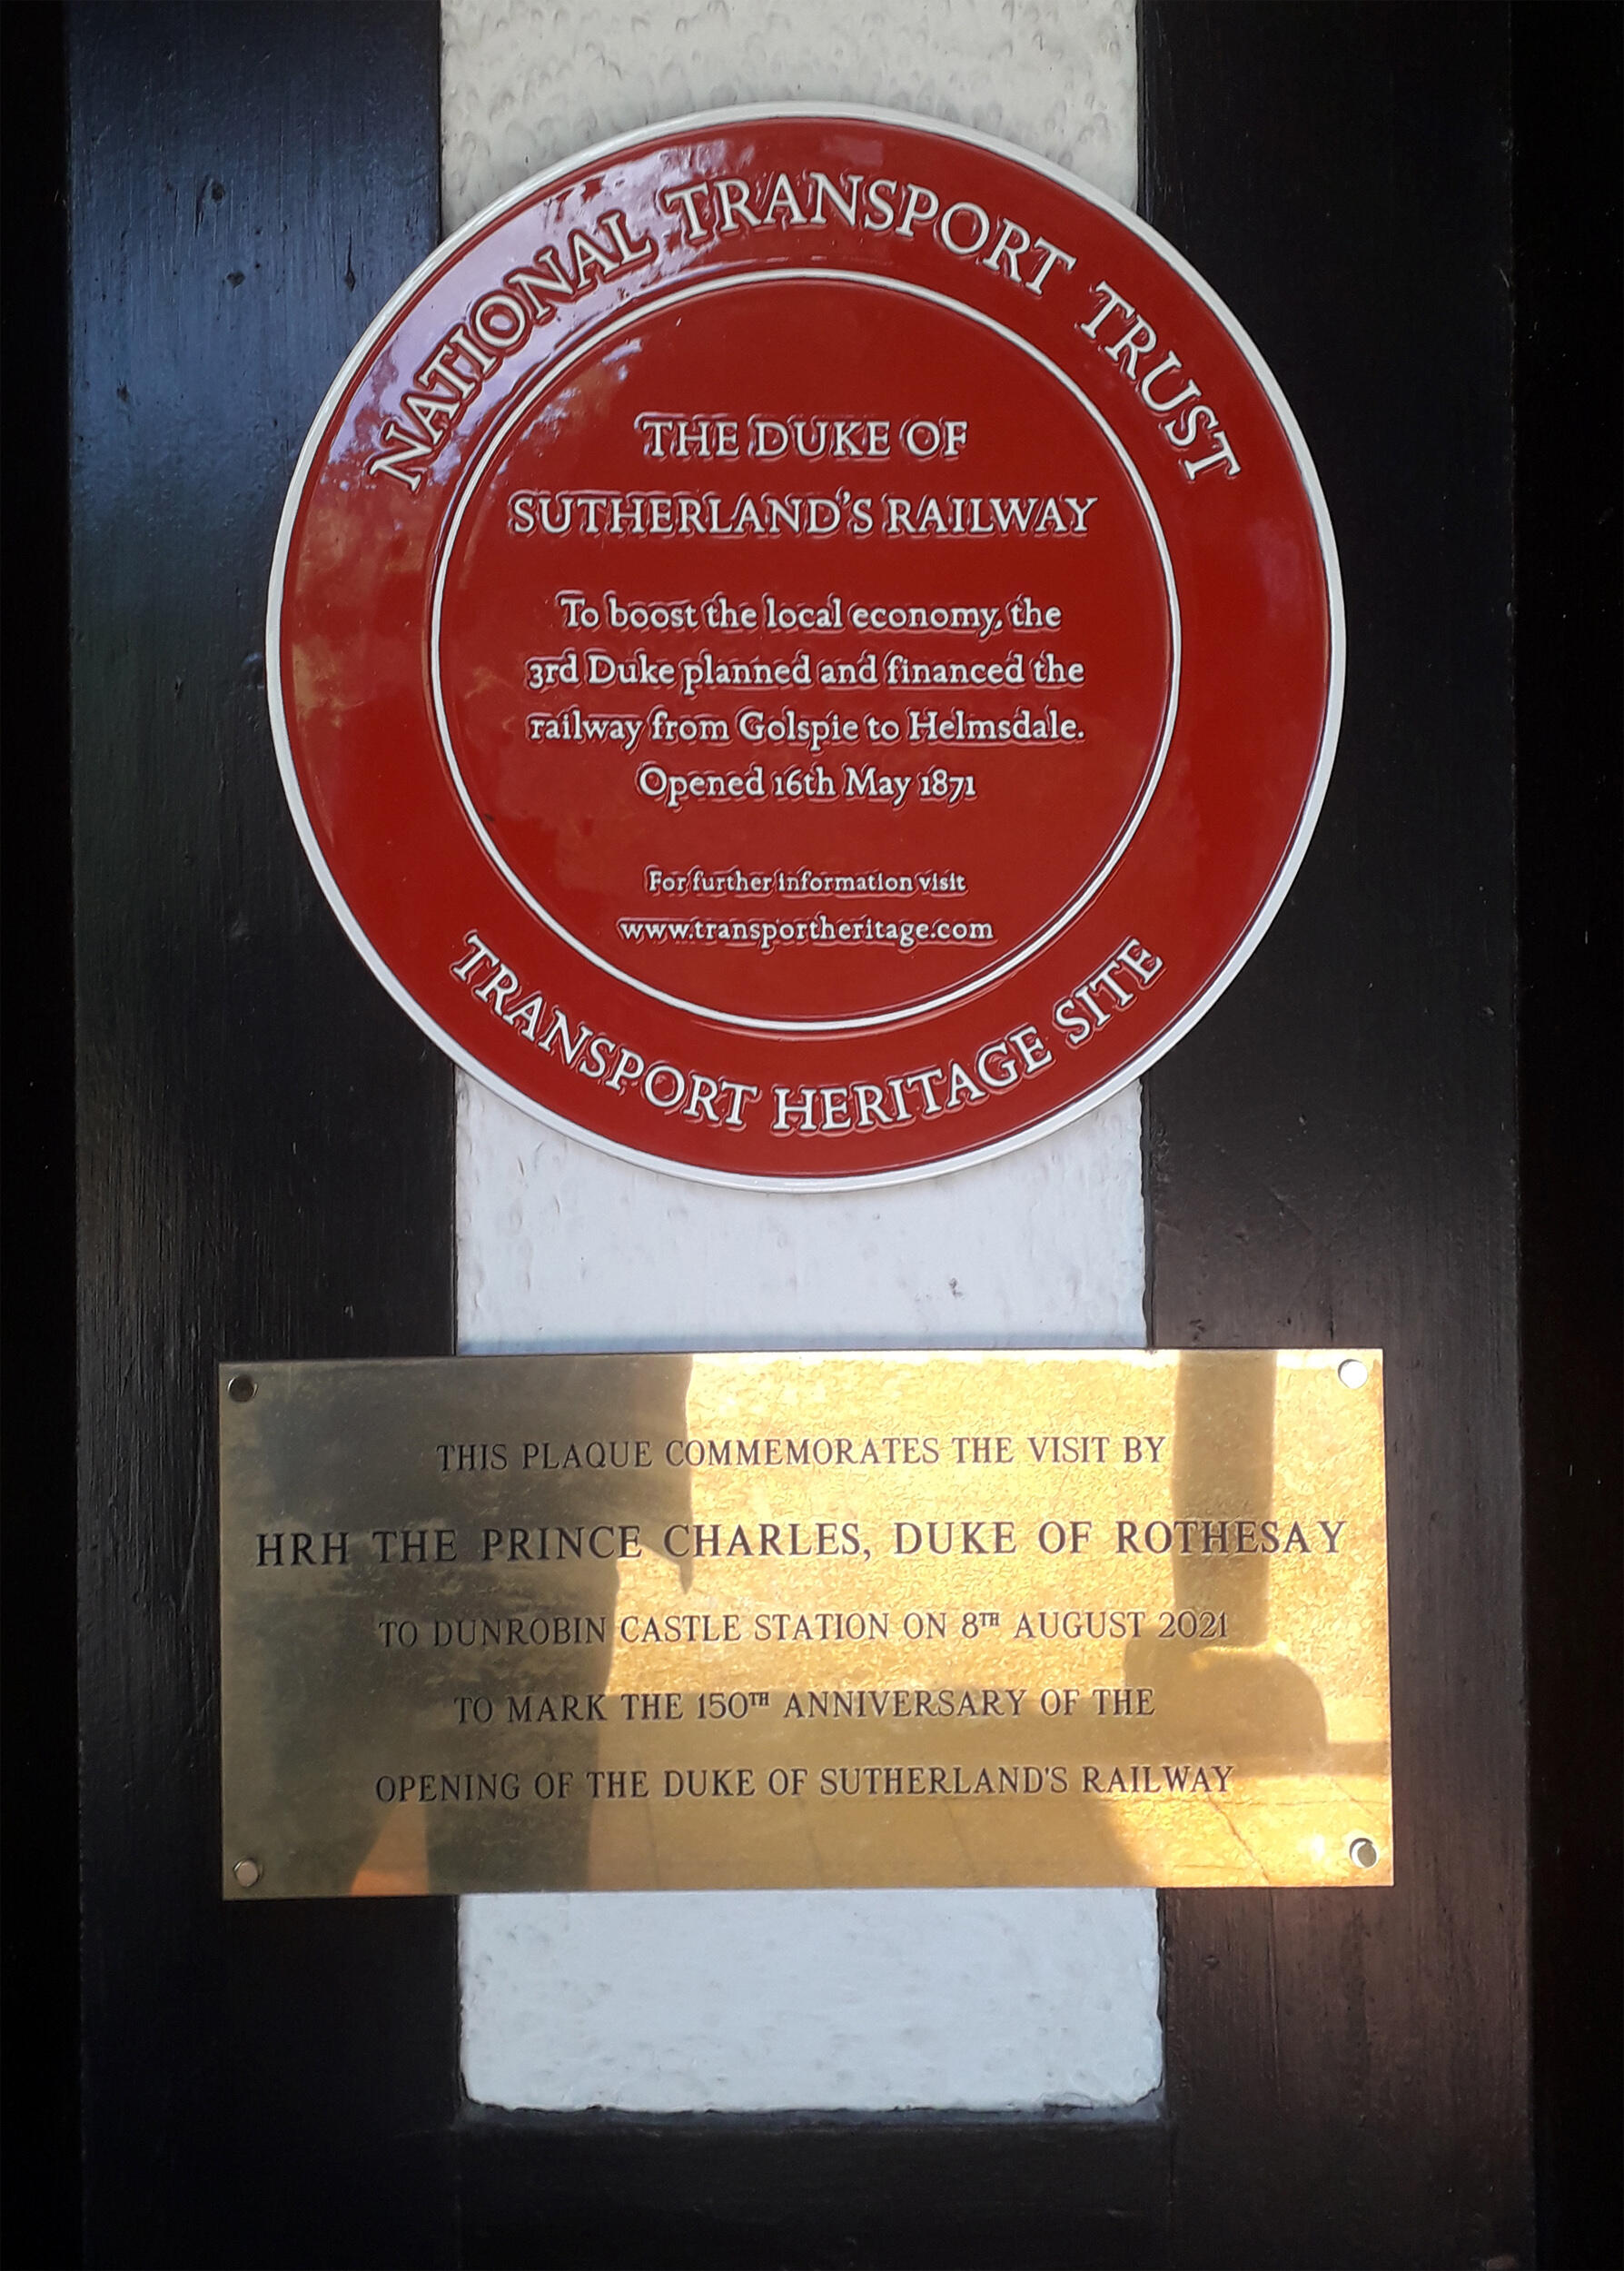 NATIONAL TRANSPORT TRUST
THE DUKE OF
SUTHERLAND'S RAILWAY
To boost the local economy, the
3rd Duke planned and financed the
railway from Golspie to Helmsdale.
Opened 16th May 1871
For further information visit
www.transportheritage.com
TRANSPORT HERITAGE SITE
THIS PLAQUE COMMEMORATES THE VISIT BY
HRH THE PRINCE CHARLES, DUKE OF ROTHESAY
TO DUNROBIN CASTLE STATION ON 8TH AUGUST 2021
TO MARK THE 150TH ANNIVERSARY OF THE
OPENING OF THE DUKE OF SUTHERLAND'S RAILWAY